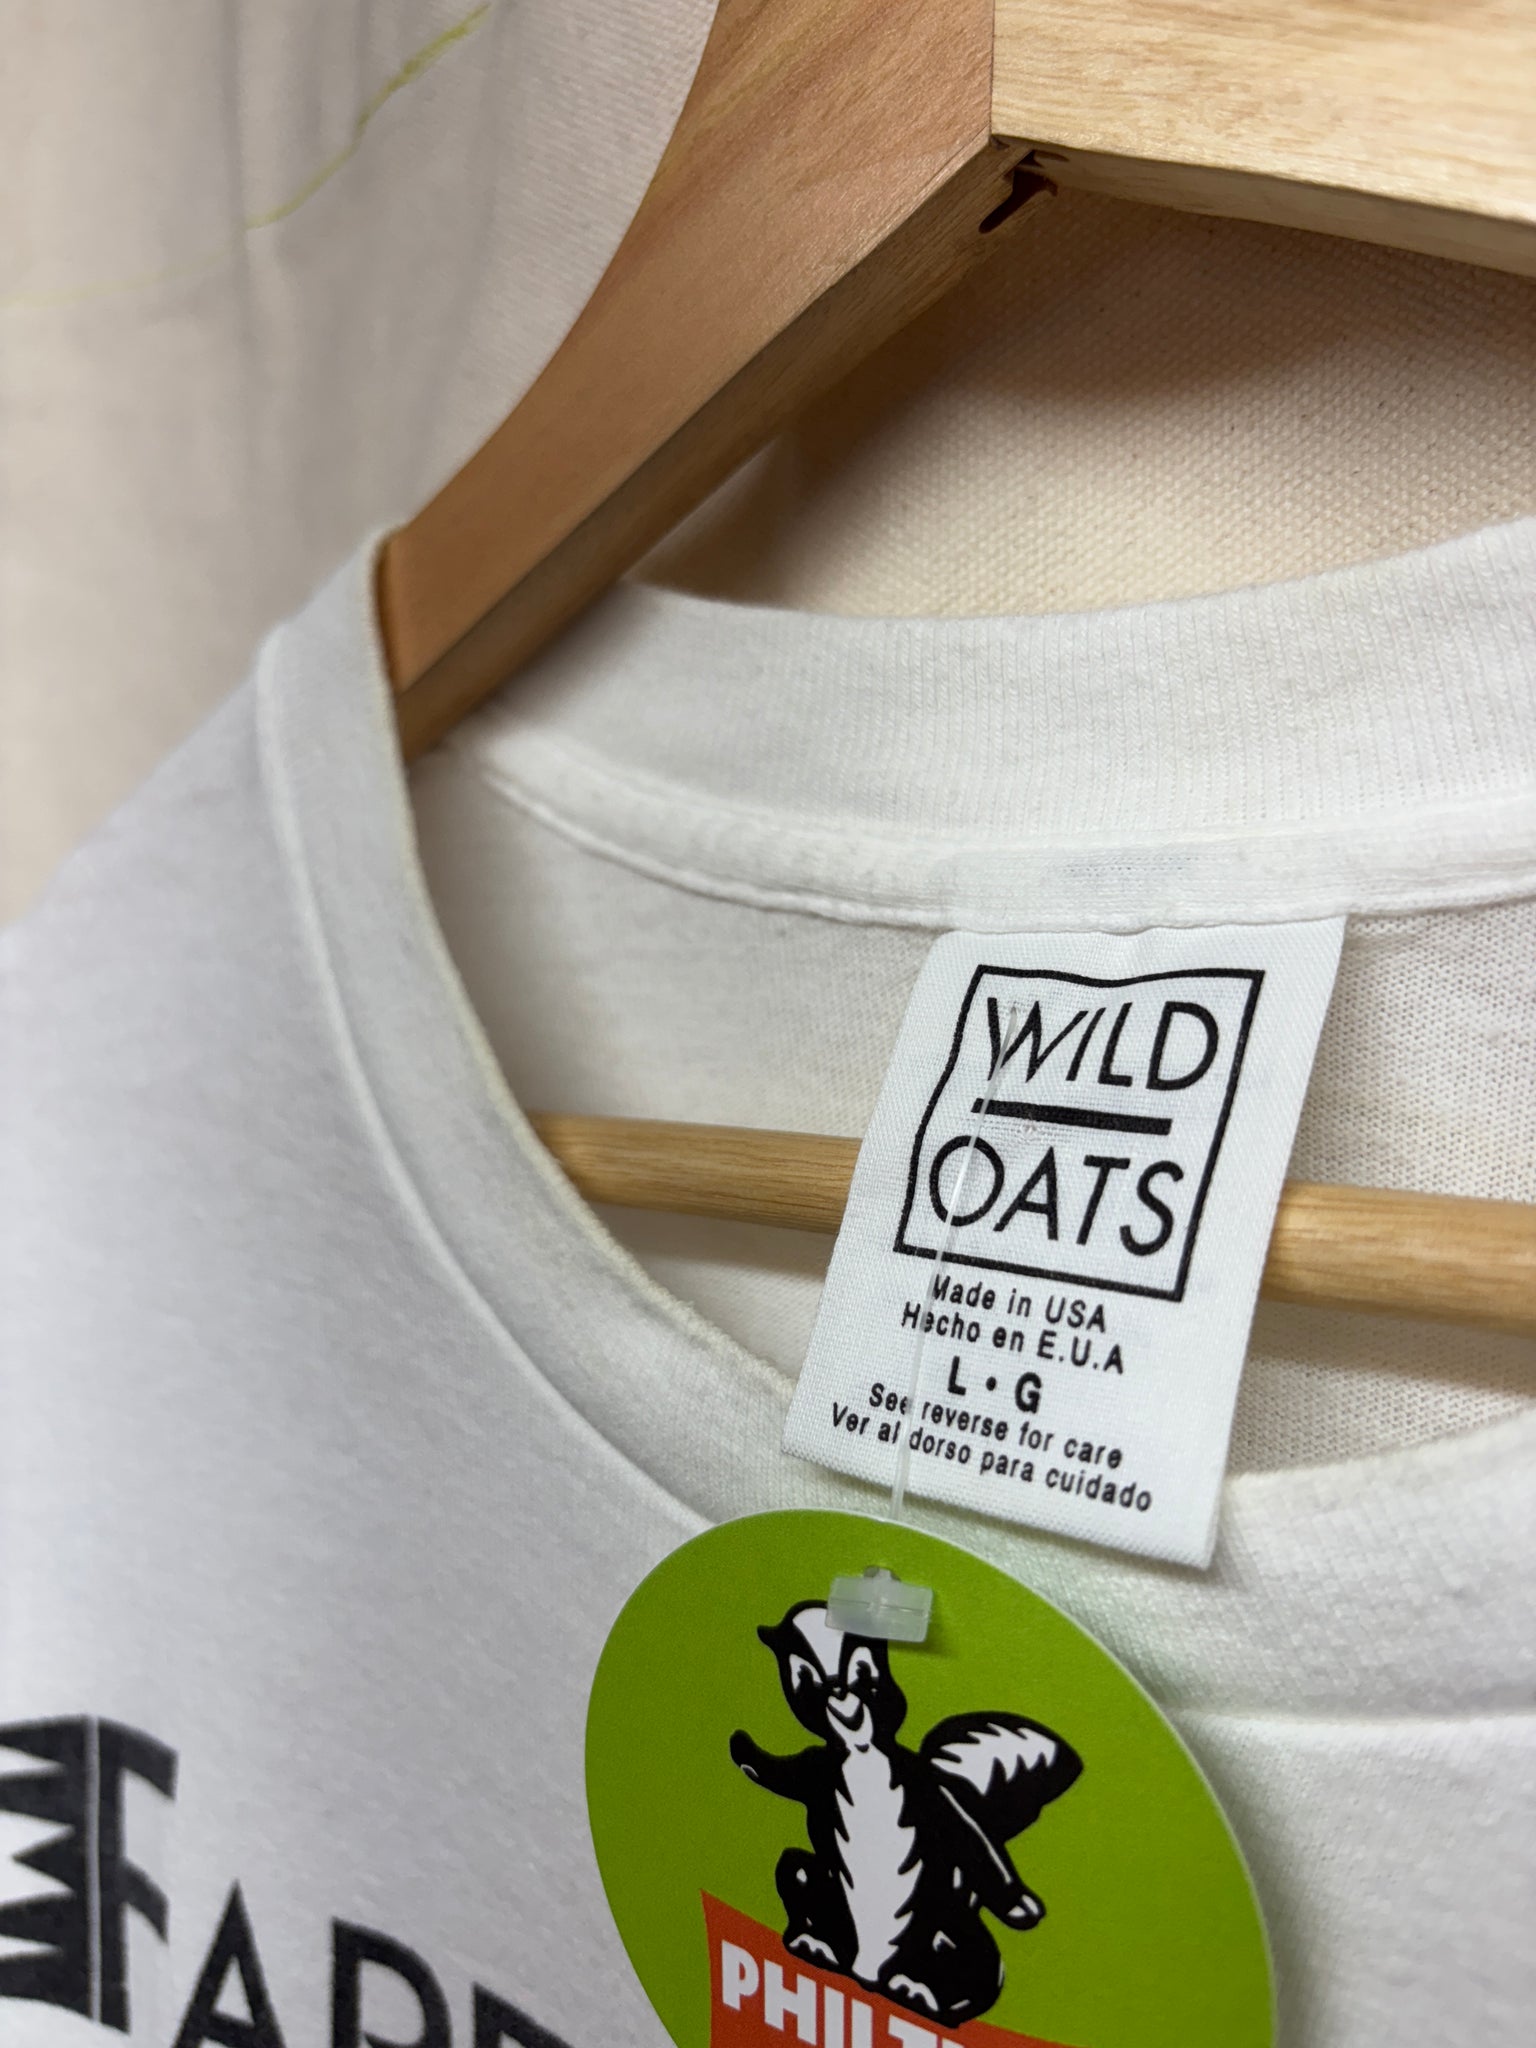 WILD
OATS
Made in USA
Hecho en E.U.A
L • G
See reverse for care
Ver al dorso para cuidado